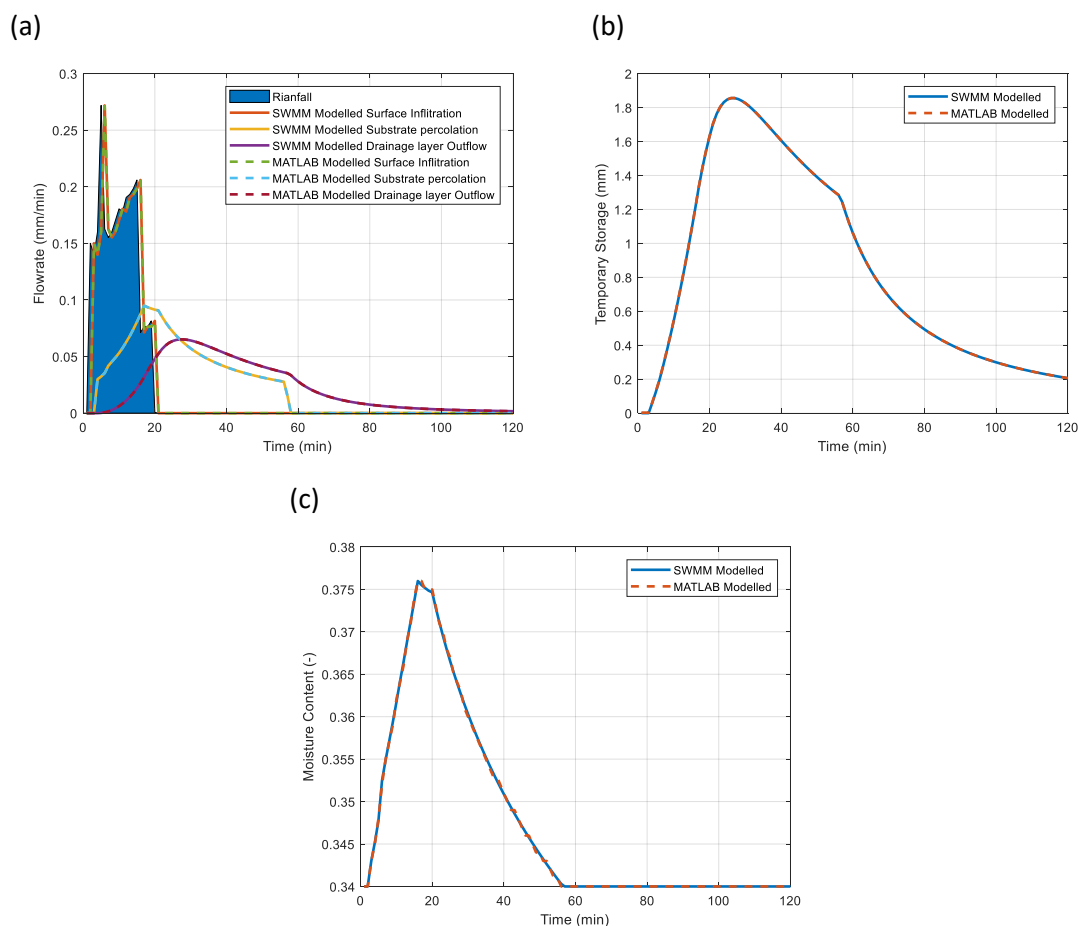 (a)
0.3
0.25
0.2
0.15
0.1
0.05
0
Flowrate (mm/min)
Rianfall
SWMM Modelled Surface Inflitration
SWMM Modelled Substrate percolation
SWMM Modelled Drainage layer Outflow
MATLAB Modelled Surface Inflitration
MATLAB Modelled Substrate percolation
MATLAB Modelled Drainage layer Outflow
0 20 40 60 80 100 120
Time (min)
(b)
2
1.8
1.6
1.4
1.2
1
0.8
0.6
0.4
0.2
0
Temporary Storage (mm)
SWMM Modelled
MATLAB Modelled
0 20 40 60 80 100 120
Time (min)
(c)
0.38
0.375
0.37
0.365
0.36
0.355
0.35
0.345
0.34
Moisture Content (-)
SWMM Modelled
MATLAB Modelled
0 20 40 60 80 100 120
Time (min)